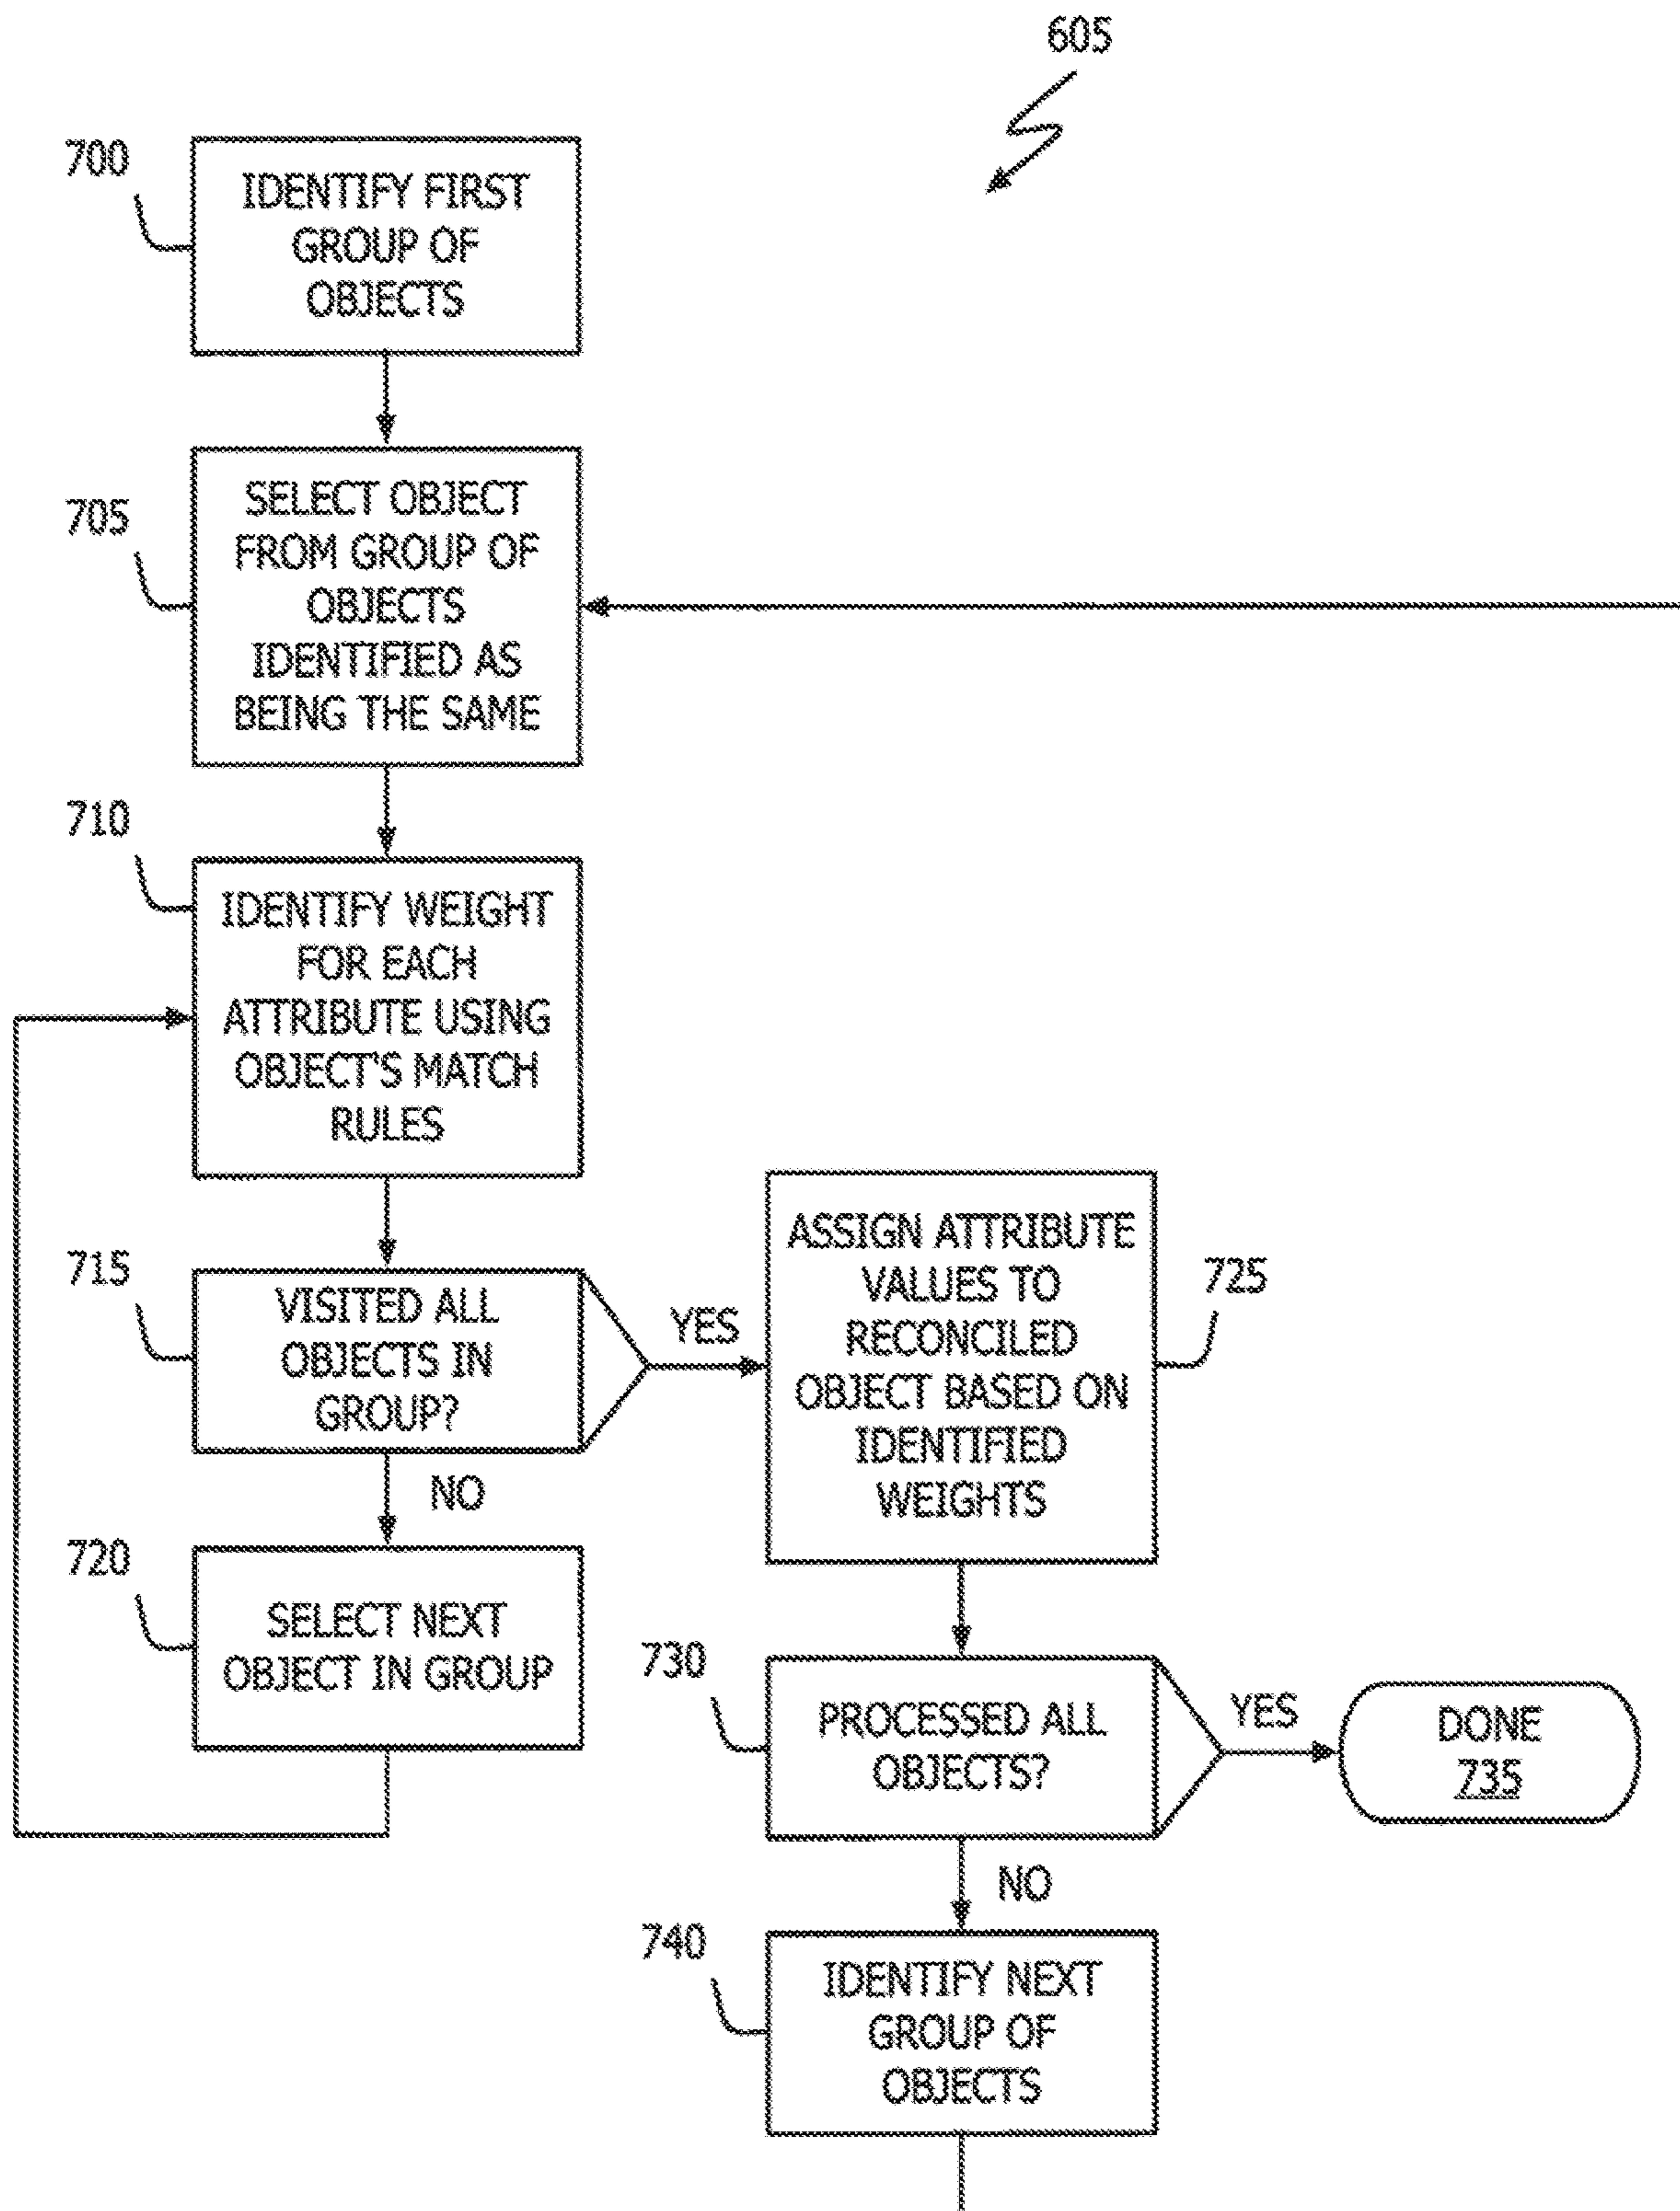 605
700
IDENTIFY FIRST
GROUP OF
OBJECTS
705
SELECT OBJECT
FROM GROUP OF
OBJECTS
IDENTIFIED AS
BEING THE SAME
710
IDENTIFY WEIGHT
FOR EACH
ATTRIBUTE USING
OBJECT'S MATCH
RULES
715
VISITED ALL
OBJECTS IN
GROUP?
YES
NO
720
SELECT NEXT
OBJECT IN GROUP
ASSIGN ATTRIBUTE
VALUES TO
RECONCILED
OBJECT BASED ON
IDENTIFIED
WEIGHTS
725
730
PROCESSED ALL
OBJECTS?
YES
DONE
735
NO
740
IDENTIFY NEXT
GROUP OF
OBJECTS